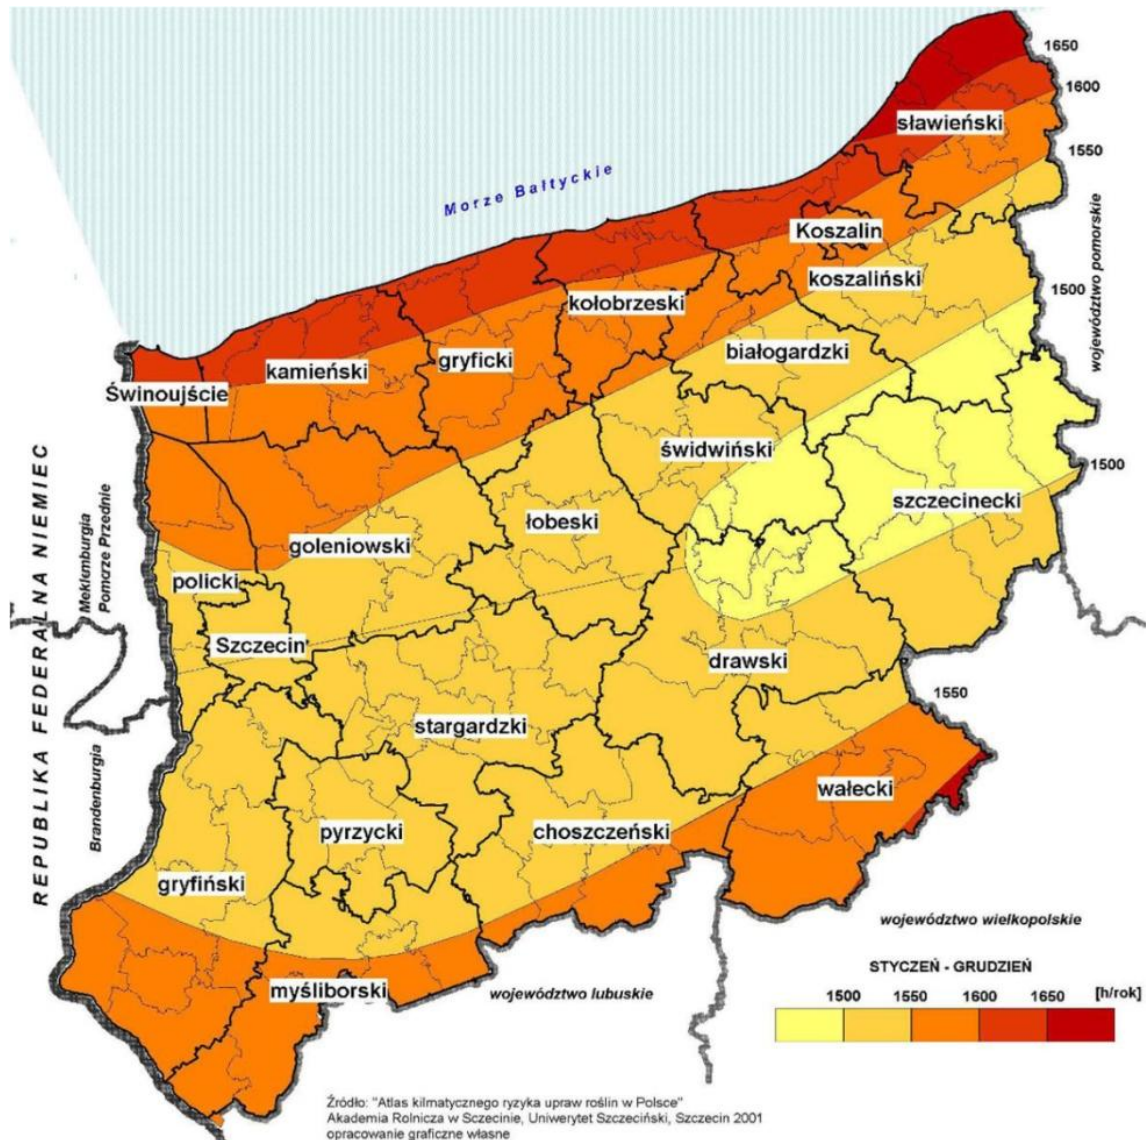 1650
1600
sławieński
1550
Morze Bałtyckie
województwo pomorskie
Koszalin
koszaliński
1500
kołobrzeski
białogardzki
gryficki
kamieński
Świnoujście
świdwiński
1500
szczecinecki
łobeski
goleniowski
REPUBLIKA FEDERALNA NIEMIEC
Meklemburgia
Pomorze Przednie
policki
Szczecin
drawski
1550
stargardzki
Brandenburgia
wałecki
pyrzycki
choszczeński
gryfiński
województwo wielkopolskie
STYCZEŃ - GRUDZIEŃ
myśliborski
województwo lubuskie
1500 1550 1600 1650 [h/rok]
Źródło: "Atlas kilmatycznego ryzyka upraw roślin w Polsce"
Akademia Rolnicza w Sczecinie, Uniwerytet Szczeciński, Szczecin 2001
opracowanie graficzne własne